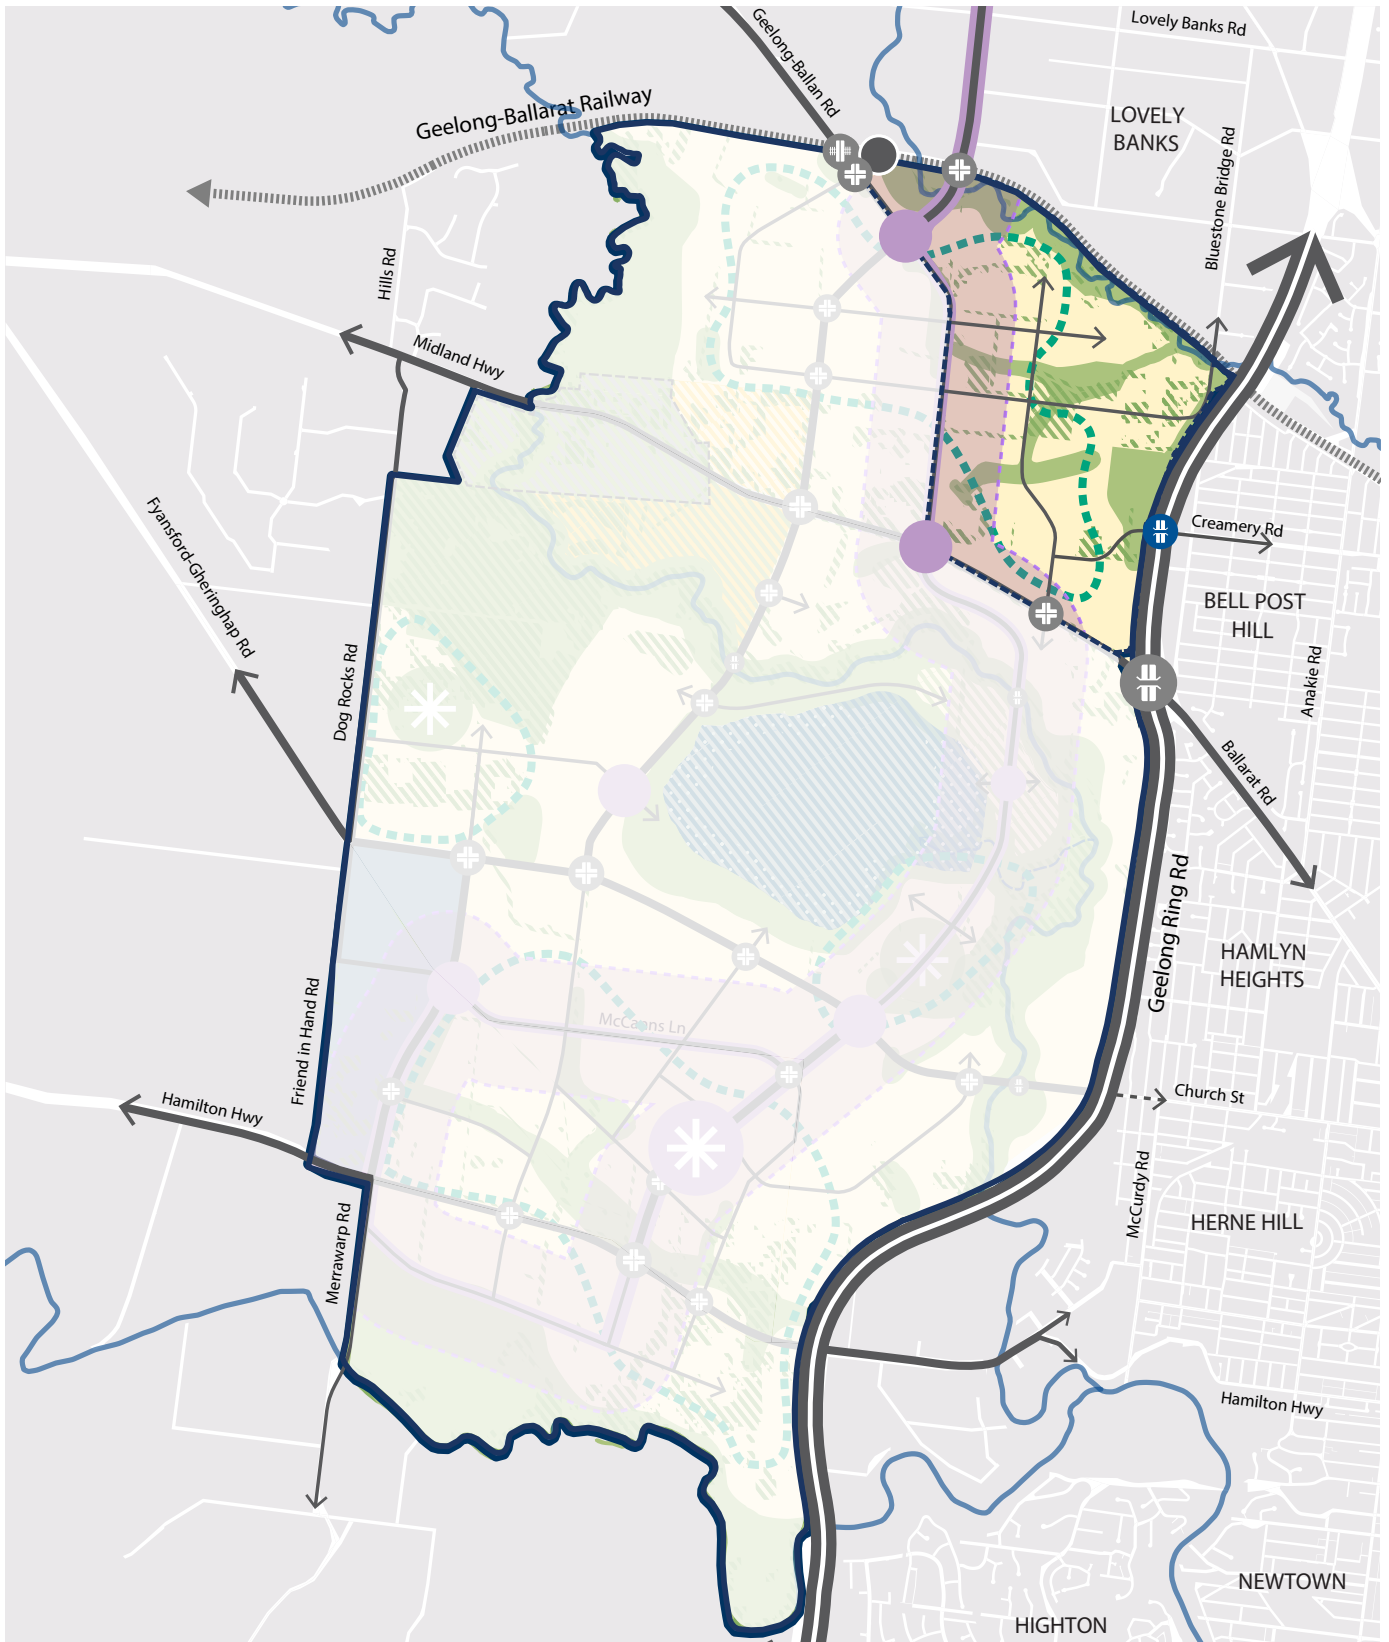 Lovely Banks Rd
Geelong-Ballan Rd
Geelong-Ballarat Railway
LOVELY
BANKS
Bluestone Bridge Rd
Hills Rd
Midland Hwy
Fyansford-Gheringhap Rd
Creamery Rd
BELL POST
HILL
Dog Rocks Rd
Anakie Rd
Ballarat Rd
Geelong Ring Rd
HAMLYN
HEIGHTS
Friend in Hand Rd
McCanns Ln
Hamilton Hwy
Church St
McCurdy Rd
Merrawarp Rd
HERNE HILL
Hamilton Hwy
NEWTOWN
HIGHTON